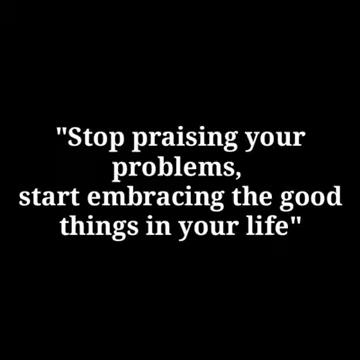 "Stop praising your
problems,
start embracing the good
things in your life"